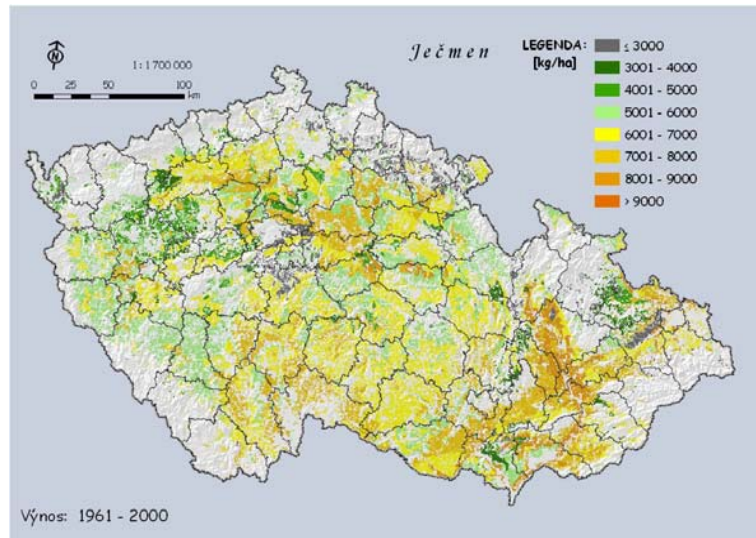 Ječmen
N
1: 1 700 000
0 50 100
km
LEGENDA:
[kg/ha]
≤ 3000
3001 - 4000
4001 - 5000
5001 - 6000
6001 - 7000
7001 - 8000
8001 - 9000
> 9000
Výnos: 1961 - 2000